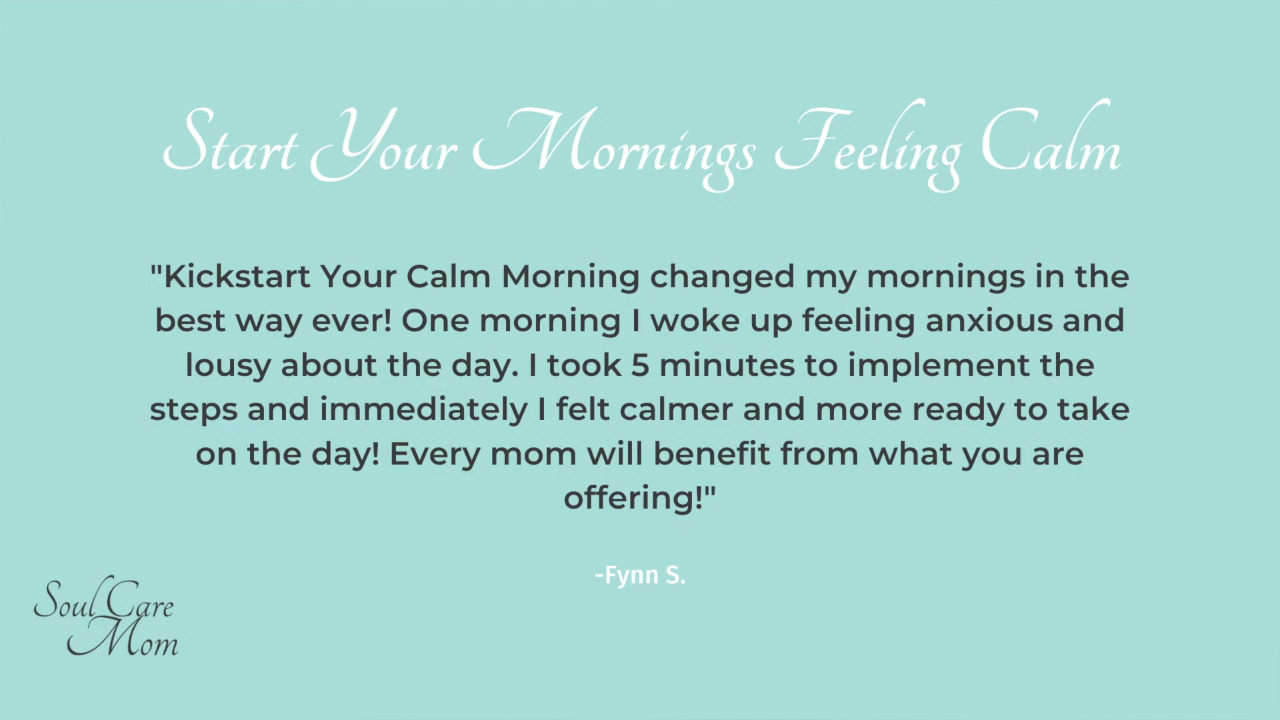 Start Your Mornings Feeling Calm
"Kickstart Your Calm Morning changed my mornings in the
best way ever! One morning I woke up feeling anxious and
lousy about the day. I took 5 minutes to implement the
steps and immediately I felt calmer and more ready to take
on the day! Every mom will benefit from what you are
offering!"
-Fynn S.
Soul Care
Mom